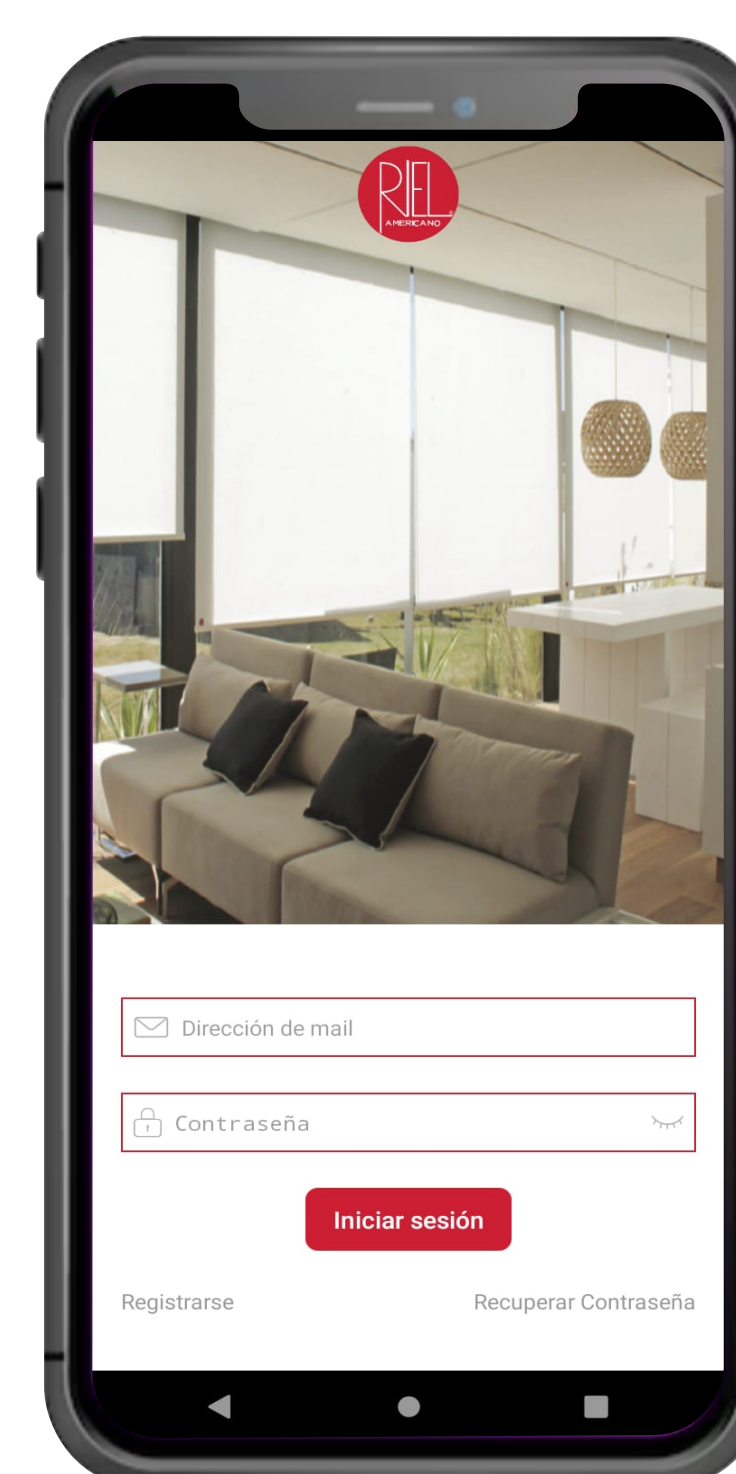 RIEL
AMERICANO
Dirección de mail
Contraseña
Iniciar sesión
Registrarse
Recuperar Contraseña